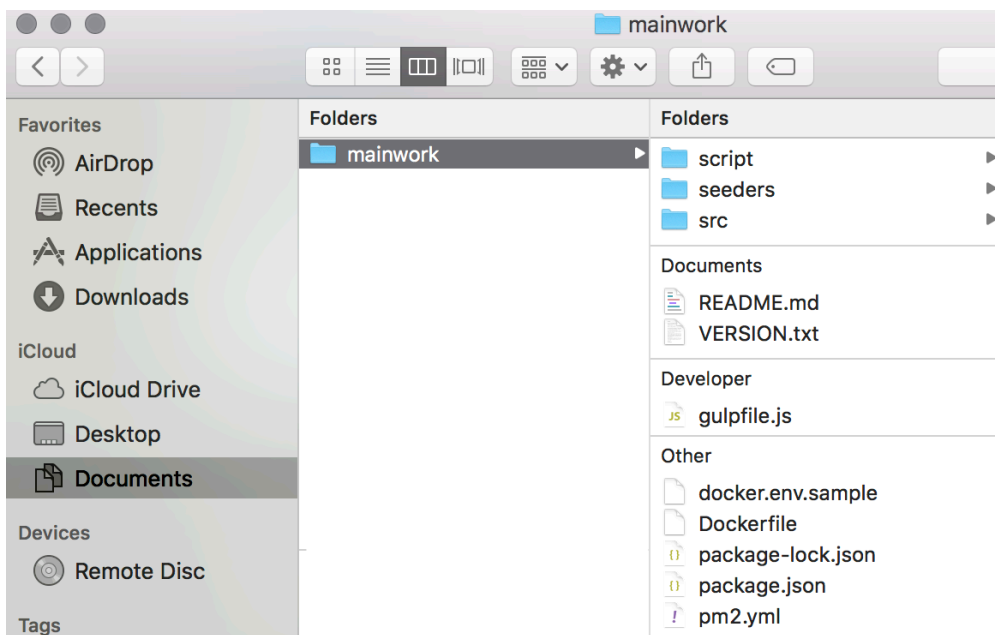 mainwork
Favorites
AirDrop
Recents
Applications
Downloads
iCloud
iCloud Drive
Desktop
Documents
Devices
Remote Disc
Tags
Folders
mainwork
Folders
script
seeders
src
Documents
README.md
VERSION.txt
Developer
JS gulpfile.js
Other
docker.env.sample
Dockerfile
{} package-lock.json
{} package.json
! pm2.yml